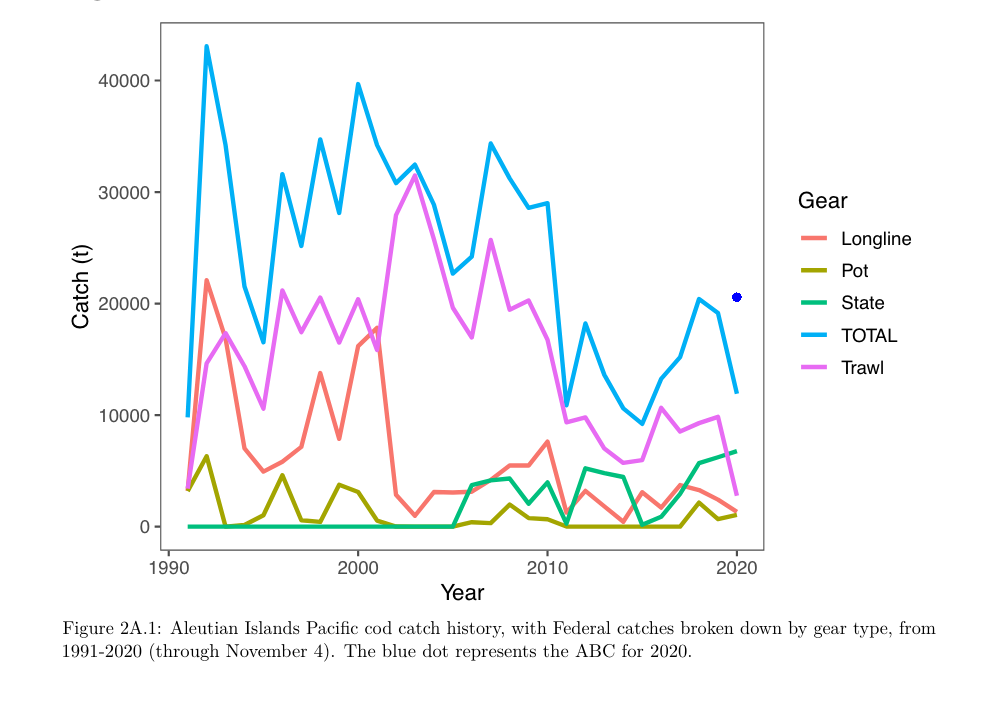 40000
30000
20000
10000
0
Catch (t)
1990
2000
2010
2020
Year
Gear
Longline
Pot
State
TOTAL
Trawl
Figure 2A.1: Aleutian Islands Pacific cod catch history, with Federal catches broken down by gear type, from
1991-2020 (through November 4). The blue dot represents the ABC for 2020.